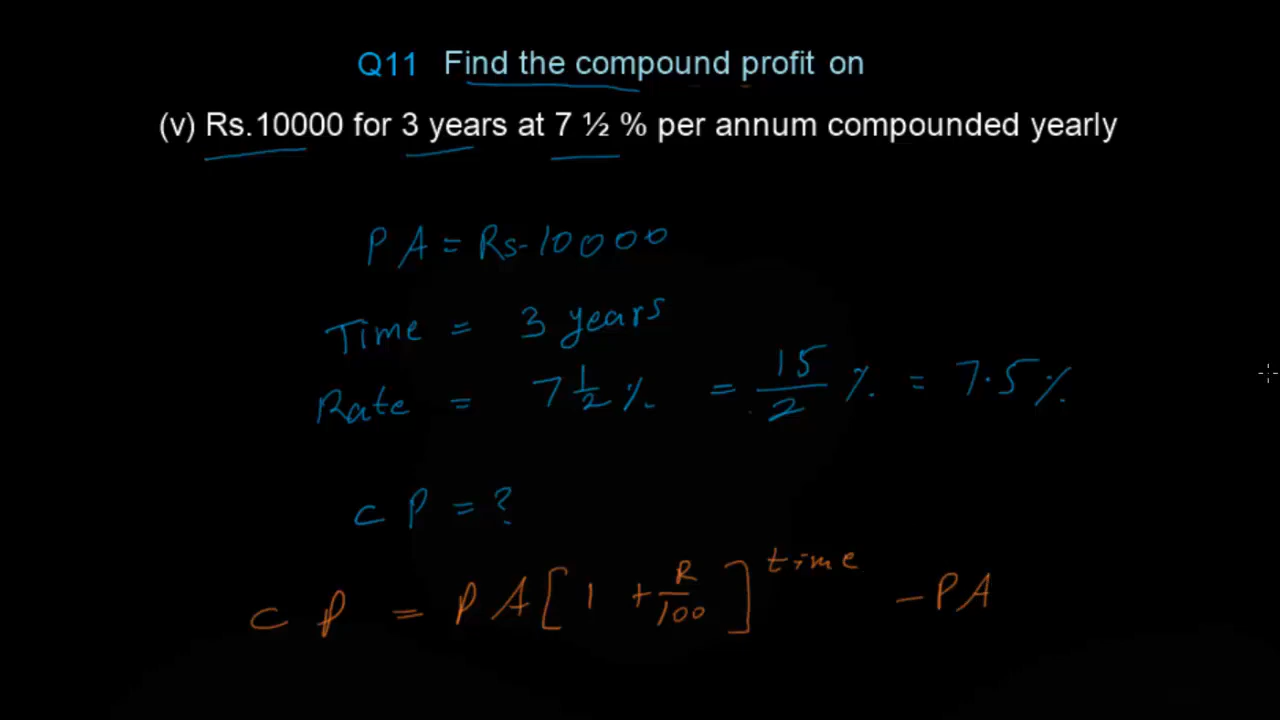 Q11 Find the compound profit on
(v) Rs.10000 for 3 years at 7 ½ % per annum compounded yearly
PA = Rs-10000
Time = 3 years
Rate = 7 1/2 % = 15/2 % = 7.5 %
CP = ?
CP = PA [ 1 + R/100 ]^time - PA